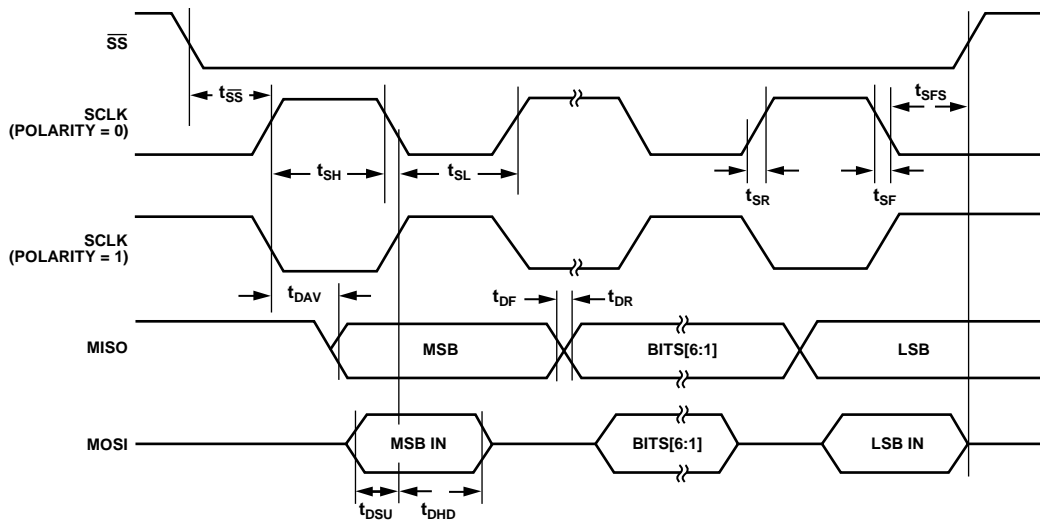 SS
tSS
SCLK
(POLARITY = 0)
tSFS
tSH
tSL
tSR
tSF
SCLK
(POLARITY = 1)
tDAV
tDF
tDR
MISO
MSB
BITS[6:1]
LSB
MOSI
MSB IN
BITS[6:1]
LSB IN
tDSU
tDHD